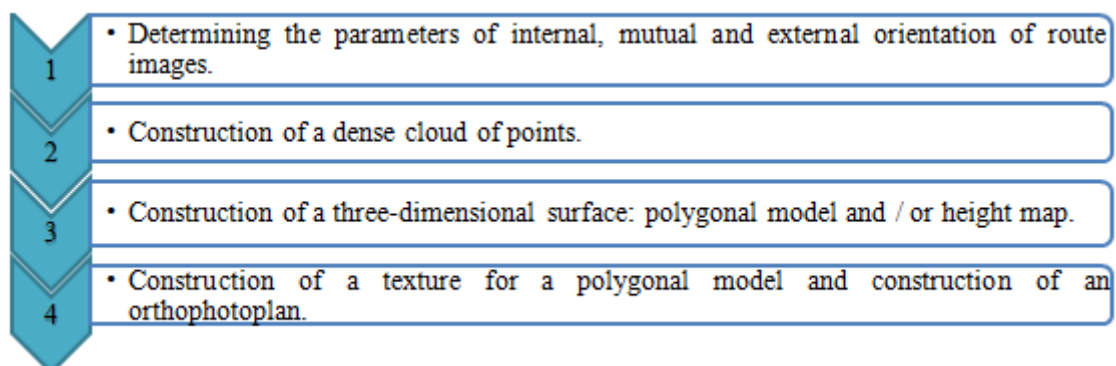 1
• Determining the parameters of internal, mutual and external orientation of route
images.
2
• Construction of a dense cloud of points.
3
• Construction of a three-dimensional surface: polygonal model and / or height map.
4
• Construction of a texture for a polygonal model and construction of an
orthophotoplan.